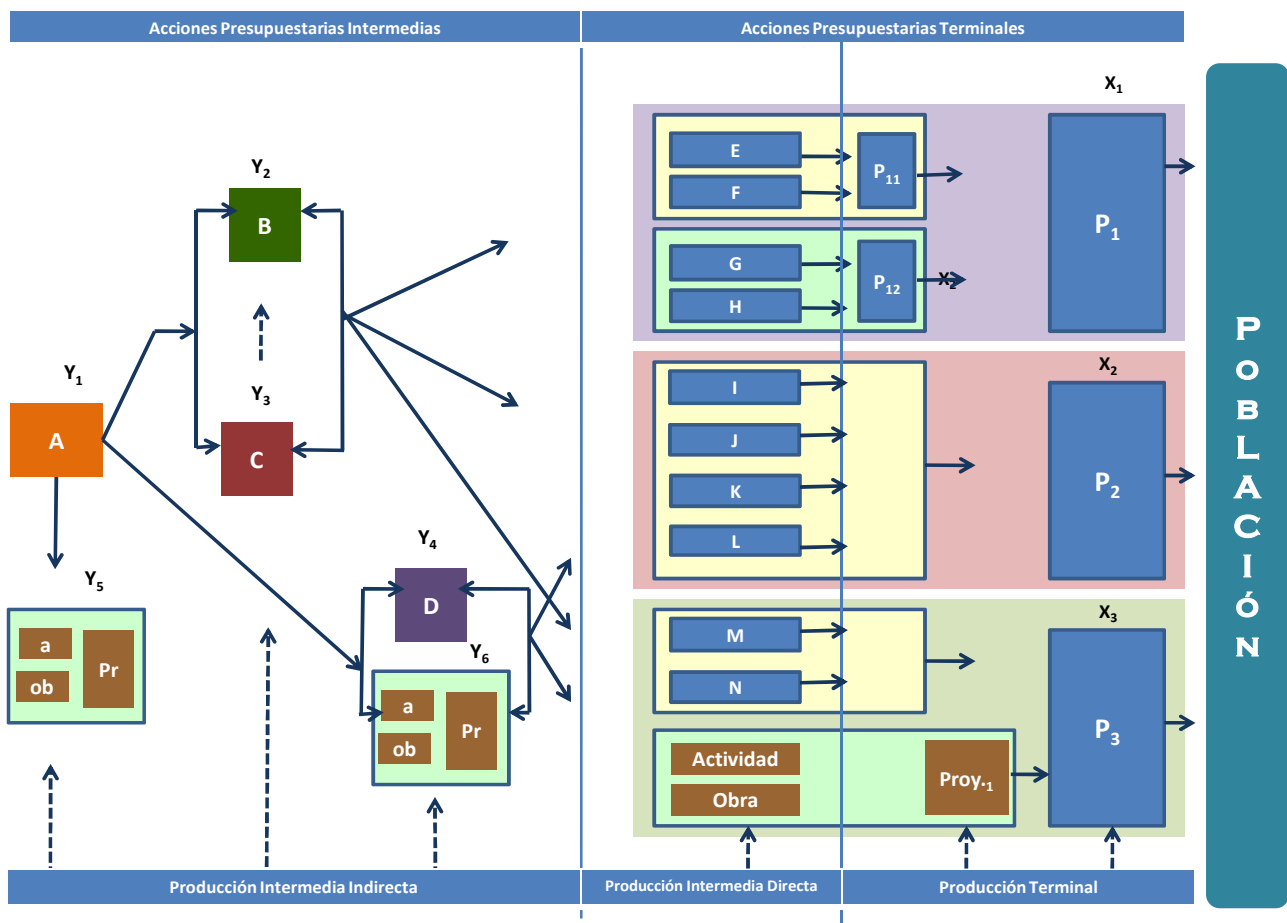 Acciones Presupuestarias Intermedias
Acciones Presupuestarias Terminales
Y1
A
Y2
B
Y3
C
Y4
D
Y5
a
ob
Pr
Y6
a
ob
Pr
X1
E
F
P11
G
H
P12
X2
P1
X2
I
J
K
L
P2
X3
M
N
Actividad
Obra
Proy.1
P3
POBLACIÓN
Producción Intermedia Indirecta
Producción Intermedia Directa
Producción Terminal